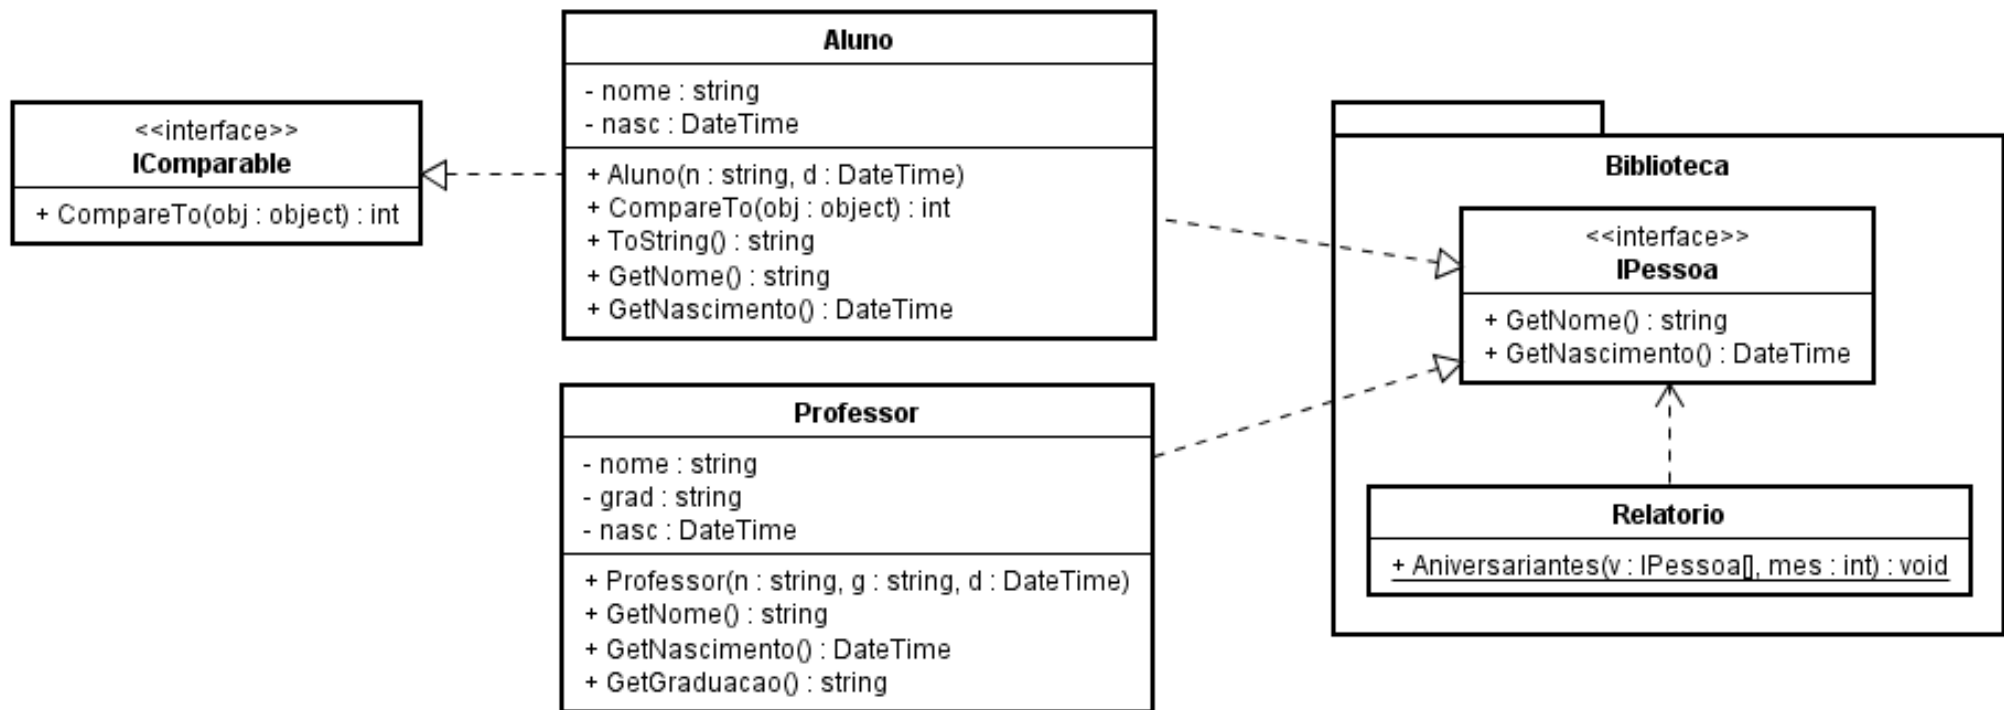 <<interface>>
IComparable
+ CompareTo(obj : object) : int
Aluno
- nome : string
- nasc : DateTime
+ Aluno(n : string, d : DateTime)
+ CompareTo(obj : object) : int
+ ToString() : string
+ GetNome() : string
+ GetNascimento() : DateTime
Professor
- nome : string
- grad : string
- nasc : DateTime
+ Professor(n : string, g : string, d : DateTime)
+ GetNome() : string
+ GetNascimento() : DateTime
+ GetGraduacao() : string
Biblioteca
<<interface>>
IPessoa
+ GetNome() : string
+ GetNascimento() : DateTime
Relatorio
+ Aniversariantes(v : IPessoa[], mes : int) : void